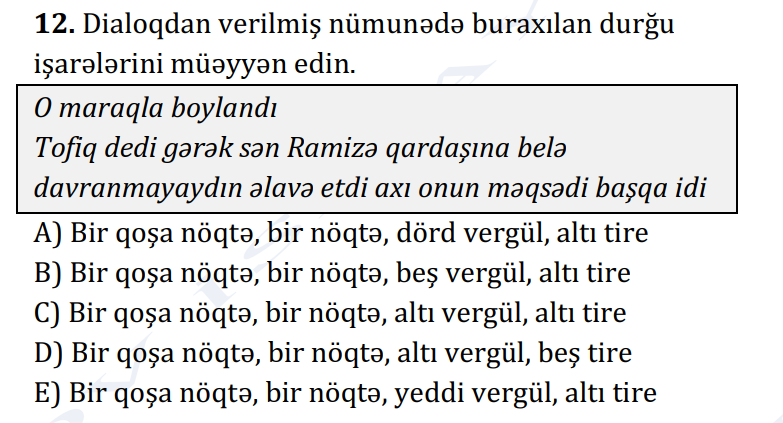 12. Dialoqdan verilmiş nümunədə buraxılan durğu
işarələrini müəyyən edin.
O maraqla boylandı
Tofiq dedi gərək sən Ramizə qardaşına belə
davranmayaydın əlavə etdi axı onun məqsədi başqa idi
A) Bir qoşa nöqtə, bir nöqtə, dörd vergül, altı tire
B) Bir qoşa nöqtə, bir nöqtə, beş vergül, altı tire
C) Bir qoşa nöqtə, bir nöqtə, altı vergül, altı tire
D) Bir qoşa nöqtə, bir nöqtə, altı vergül, beş tire
E) Bir qoşa nöqtə, bir nöqtə, yeddi vergül, altı tire